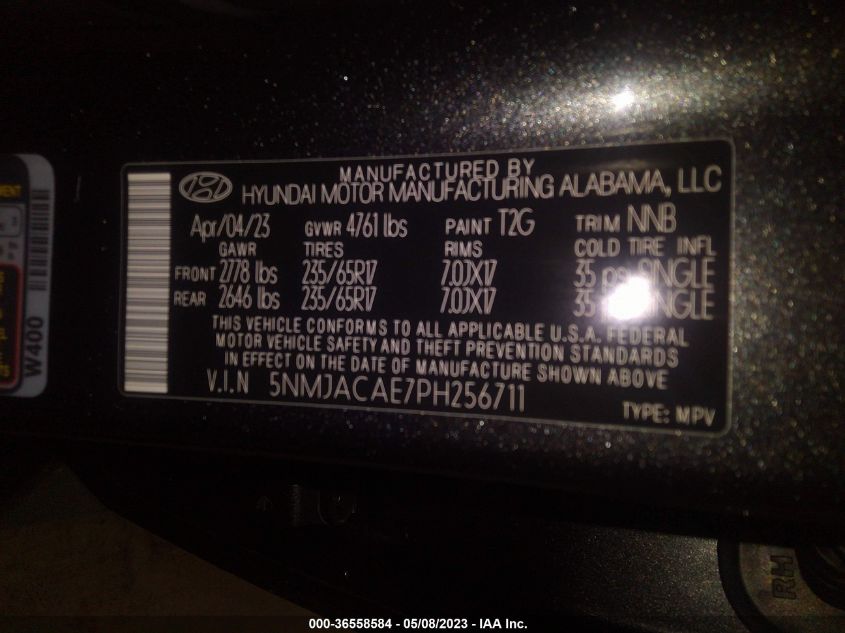 MANUFACTURED BY
HYUNDAI MOTOR MANUFACTURING ALABAMA, LLC
Apr/04/23 GVWR 4761 lbs PAINT T2G TRIM NNB
GAWR TIRES RIMS COLD TIRE INFL
FRONT 2778 lbs 235/65R17 7.0JX17 35 psi
REAR 2646 lbs 235/65R17 7.0JX17 35
THIS VEHICLE CONFORMS TO ALL APPLICABLE U.S.A. FEDERAL
MOTOR VEHICLE SAFETY AND THEFT PREVENTION STANDARDS
IN EFFECT ON THE DATE OF MANUFACTURE SHOWN ABOVE
V.I.N 5NMJACAE7PH256711
TYPE: MPV
W400
RM
000-36558584 - 05/08/2023 - IAA Inc.